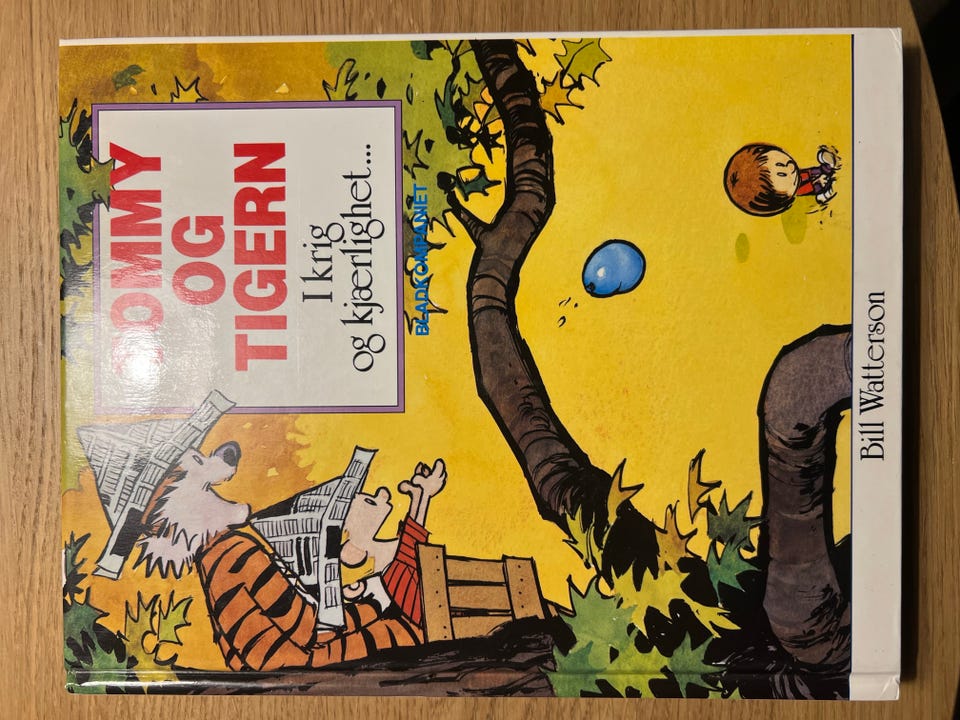 TOMMY
OG
TIGERN
I krig
og kjærlighet...
BLADKOMPANIET
Bill Watterson